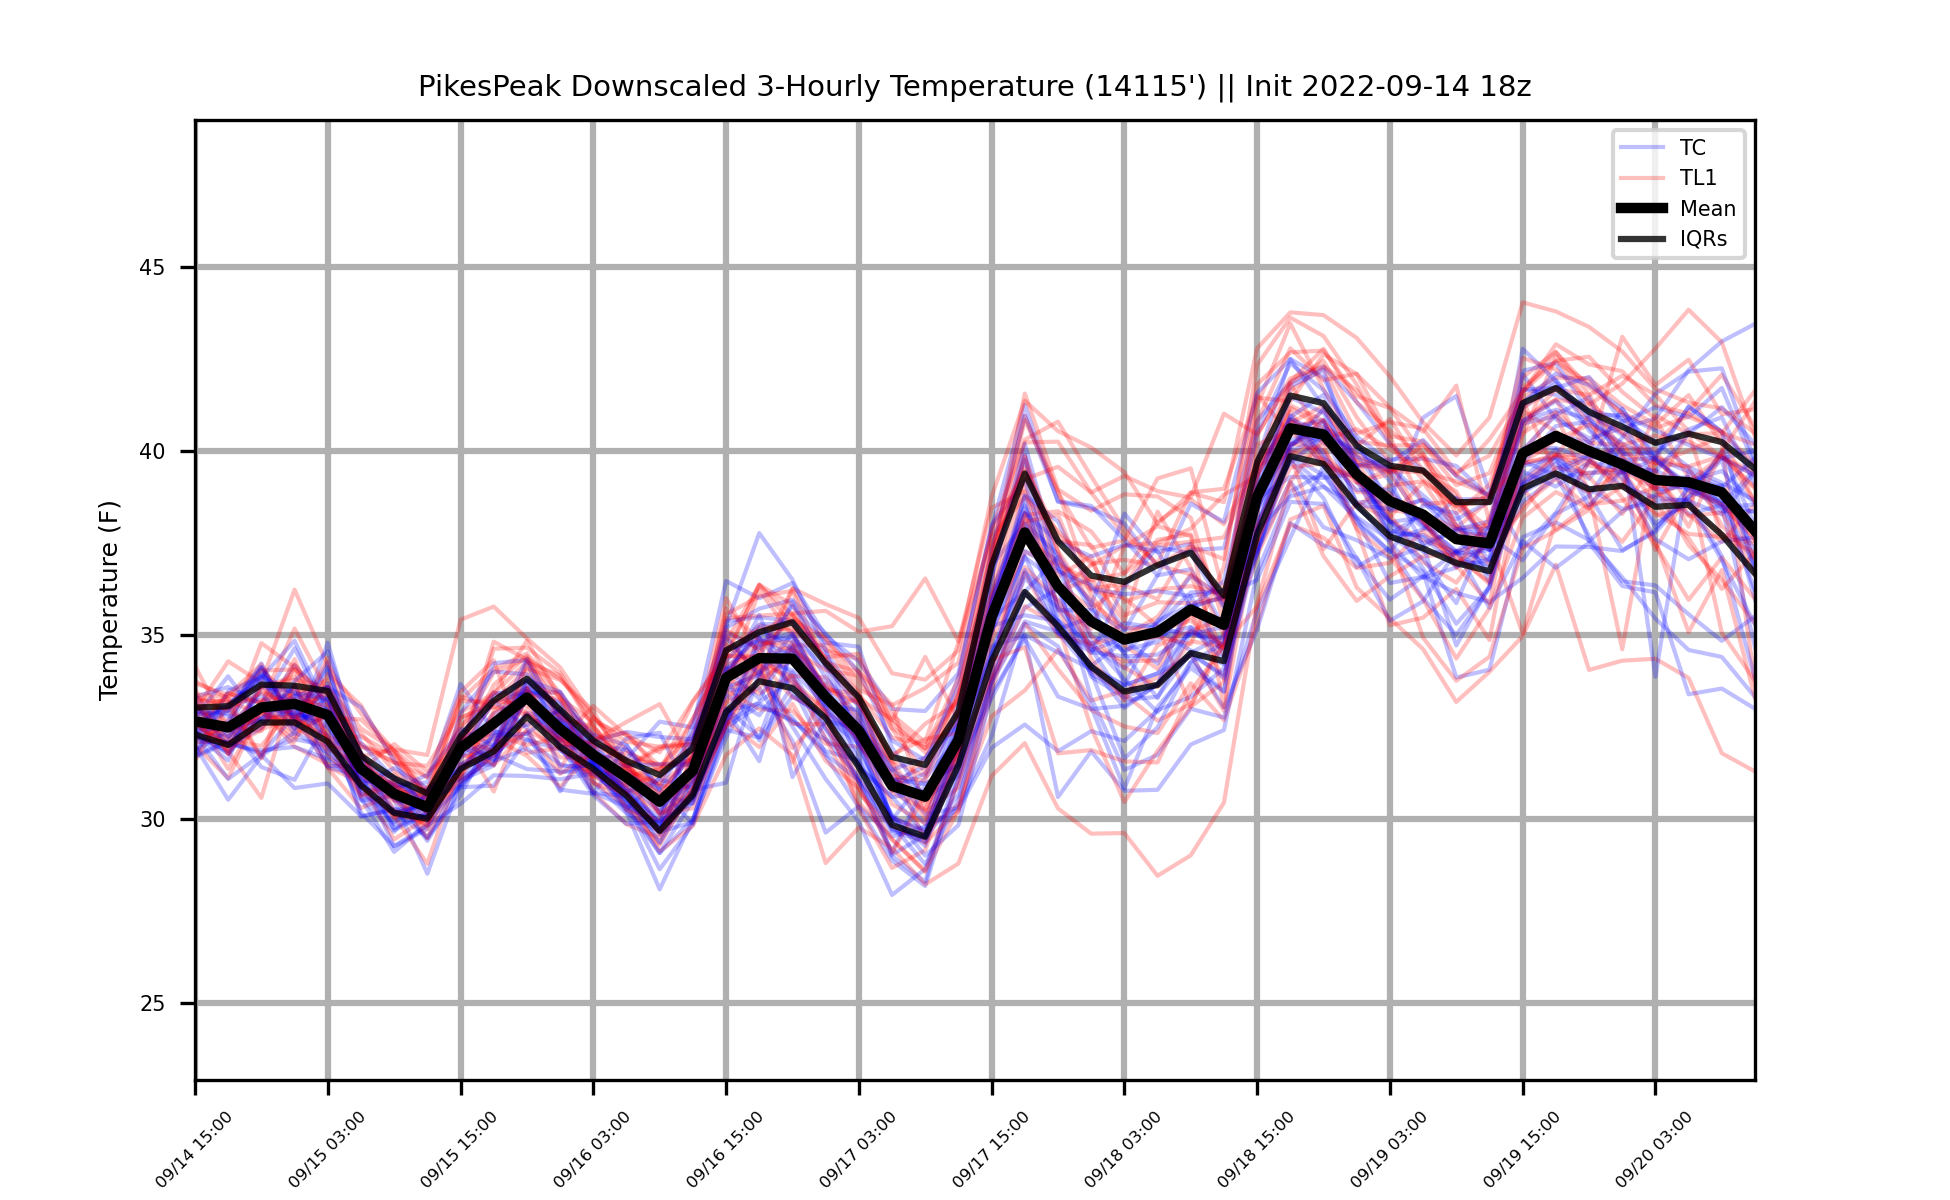 PikesPeak Downscaled 3-Hourly Temperature (14115') || Init 2022-09-14 18z
TC
TL1
Mean
IQRs
Temperature (F)
45
40
35
30
25
09/14 15:00
09/15 03:00
09/15 15:00
09/16 03:00
09/16 15:00
09/17 03:00
09/17 15:00
09/18 03:00
09/18 15:00
09/19 03:00
09/19 15:00
09/20 03:00